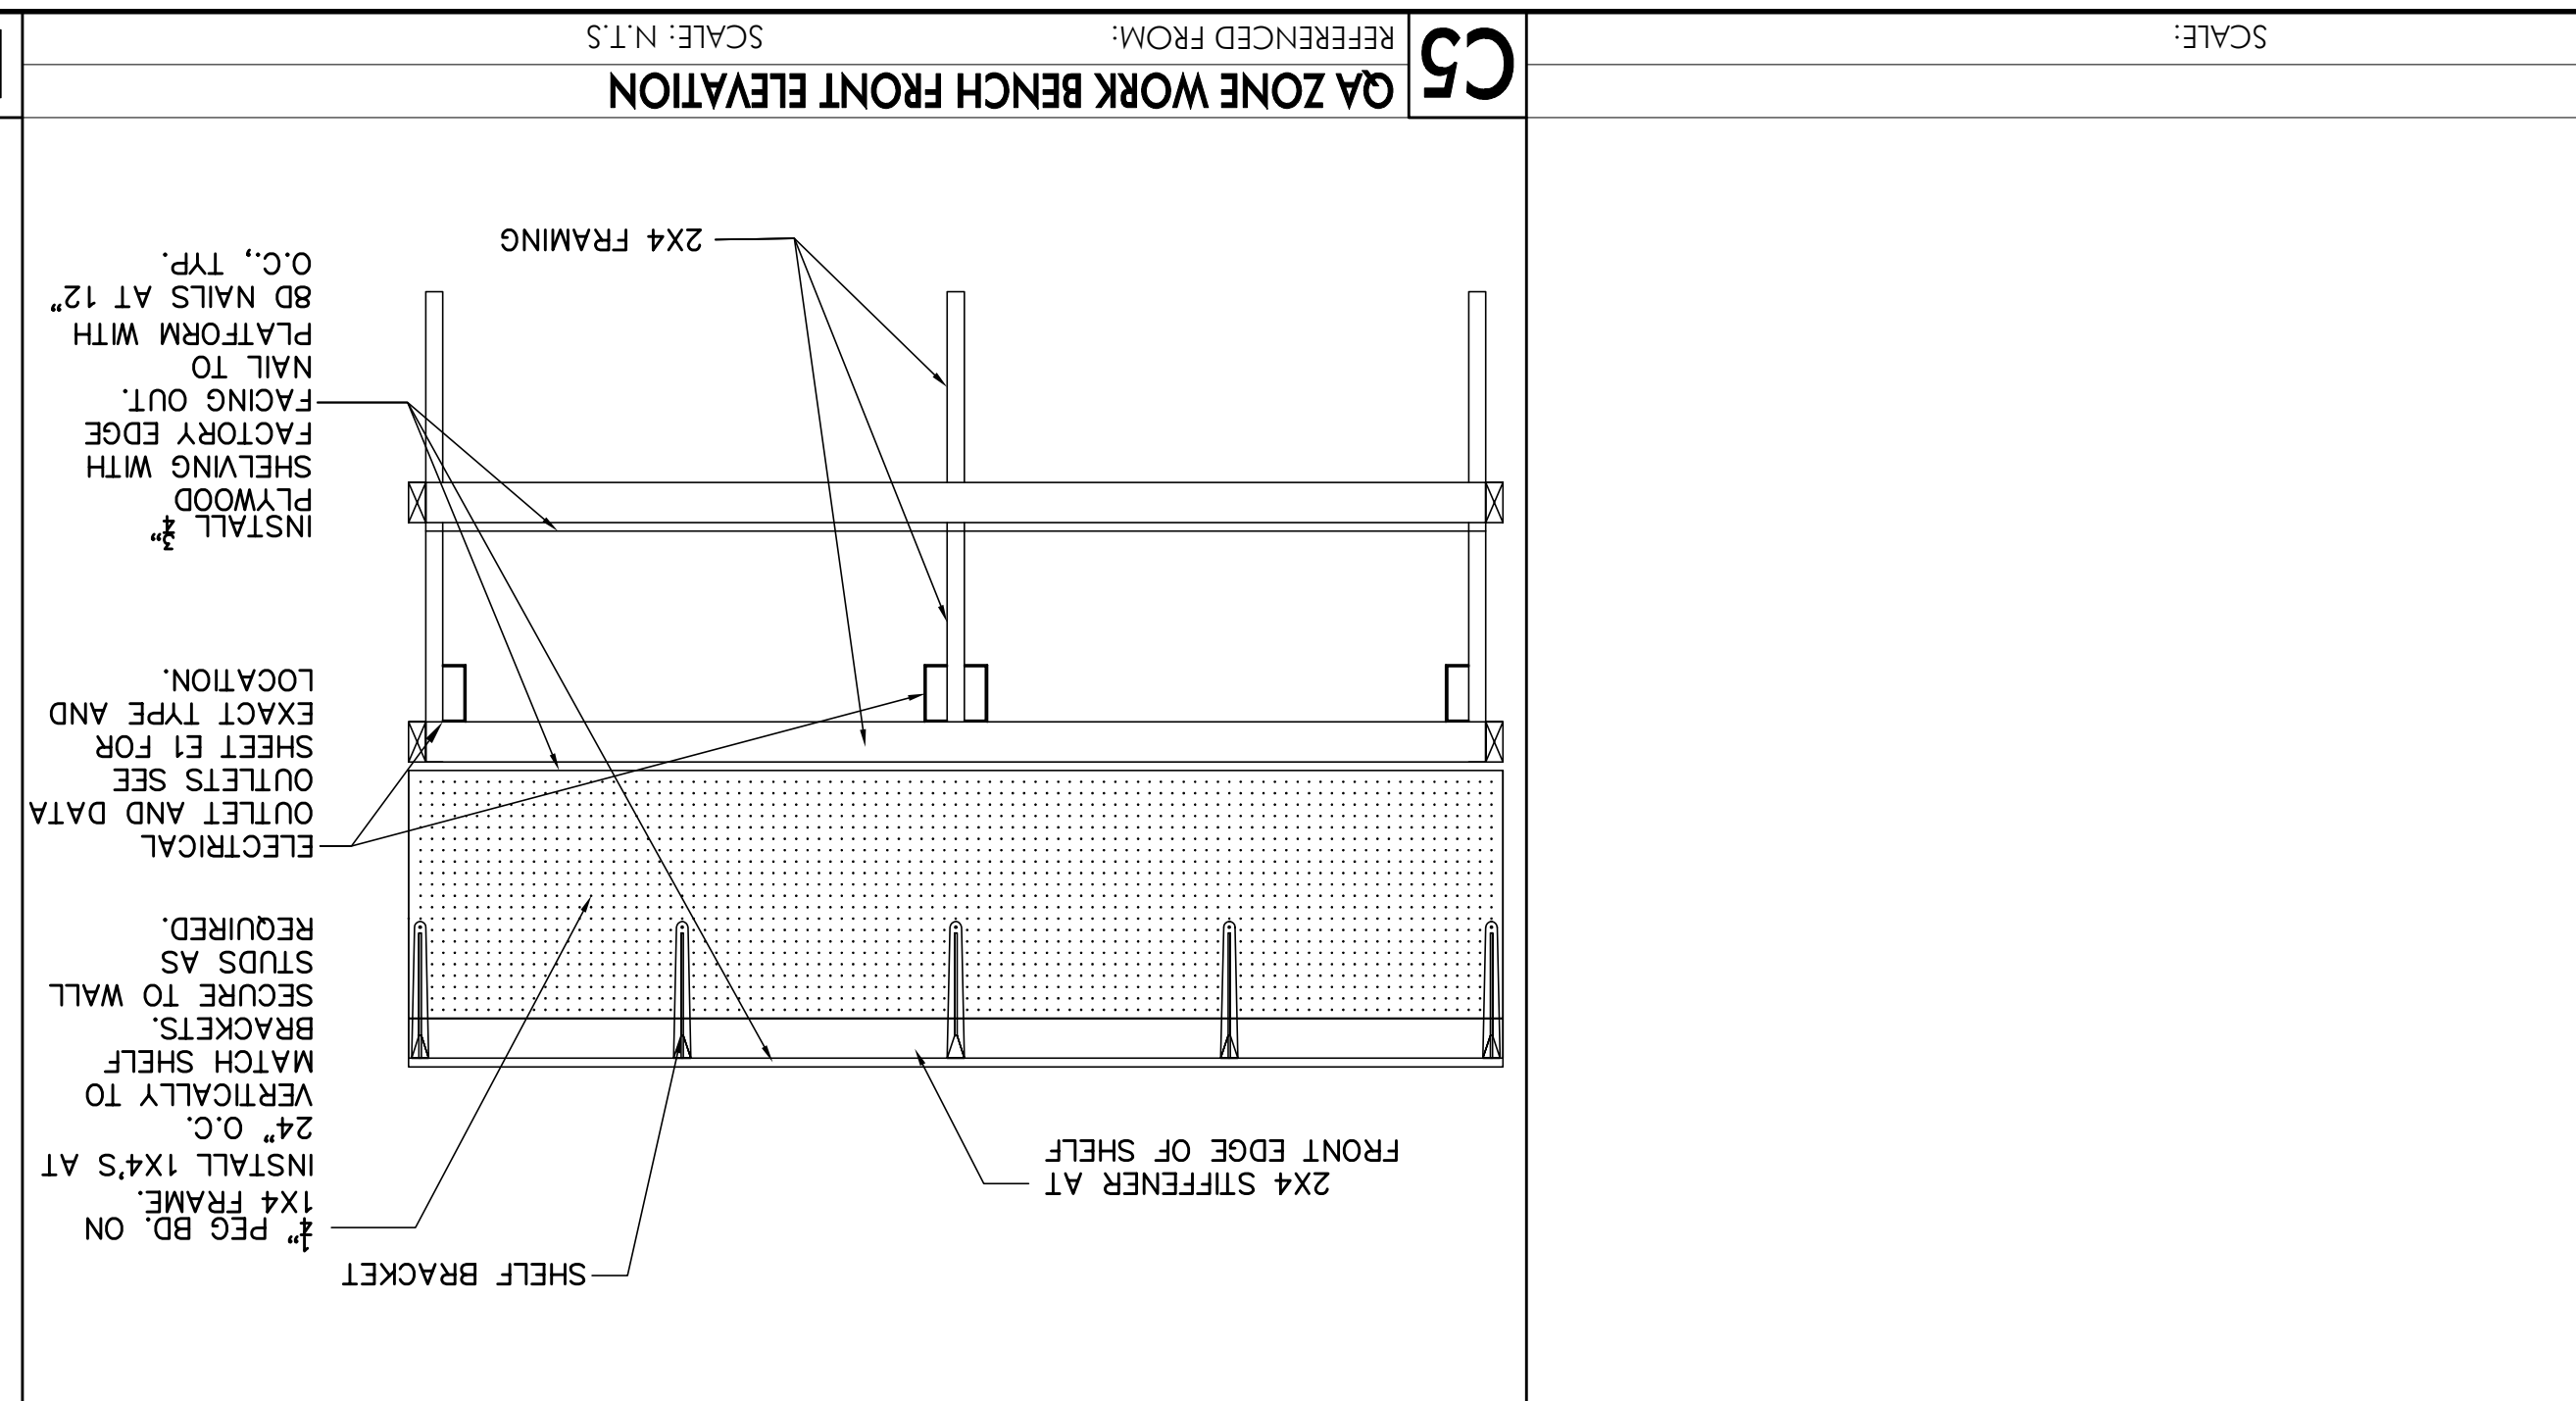 SHELF BRACKET
1/4" PEG BD. ON
1X4 FRAME.
INSTALL 1X4'S AT
24" O.C.
VERTICALLY TO
MATCH SHELF
BRACKETS.
SECURE TO WALL
STUDS AS
REQUIRED.
2X4 STIFFENER AT
FRONT EDGE OF SHELF
ELECTRICAL
OUTLET AND DATA
OUTLETS SEE
SHEET E1 FOR
EXACT TYPE AND
LOCATION.
INSTALL 3/4"
PLYWOOD
SHELVING WITH
FACTORY EDGE
FACING OUT.
NAIL TO
PLATFORM WITH
8D NAILS AT 12"
O.C., TYP.
2X4 FRAMING
C5
QA ZONE WORK BENCH FRONT ELEVATION
REFERENCED FROM:
SCALE: N.T.S
SCALE: